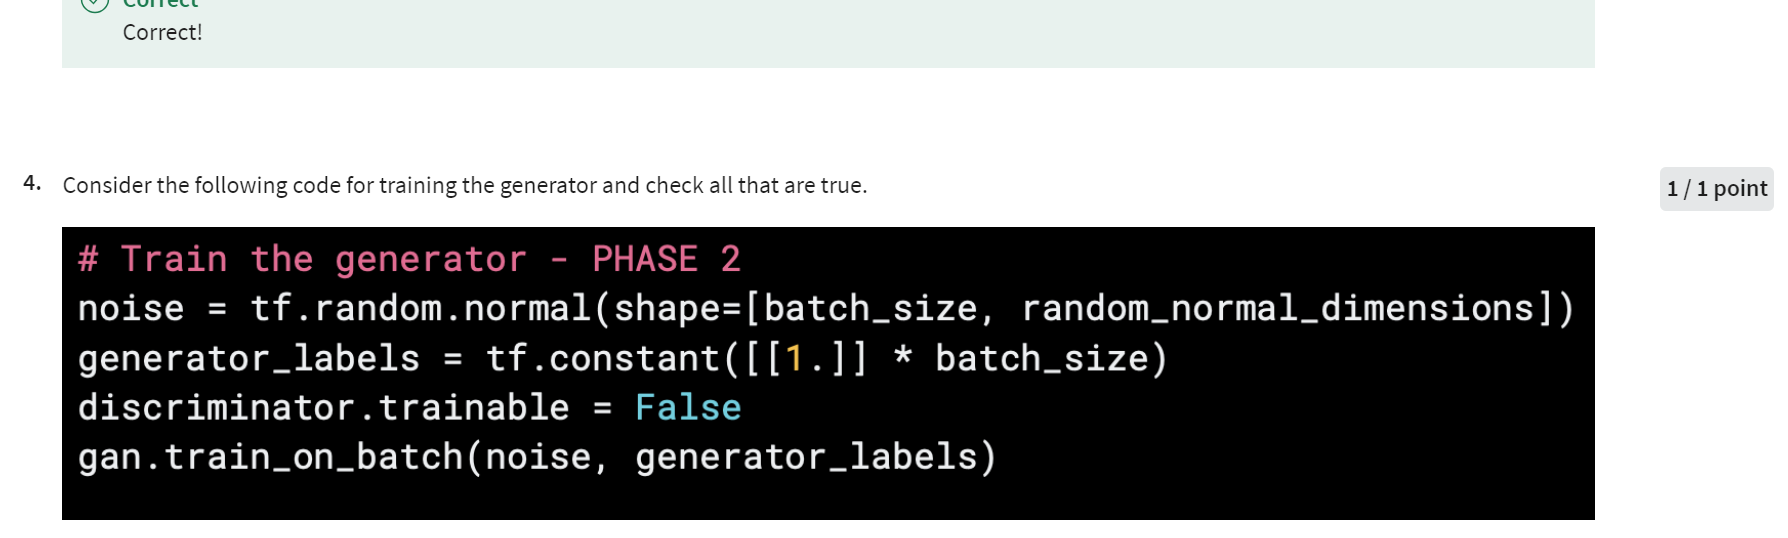 Correct
Correct!
4. Consider the following code for training the generator and check all that are true.
1 / 1 point
# Train the generator - PHASE 2
noise = tf.random.normal(shape=[batch_size, random_normal_dimensions])
generator_labels = tf.constant([[1.]] * batch_size)
discriminator.trainable = False
gan.train_on_batch(noise, generator_labels)